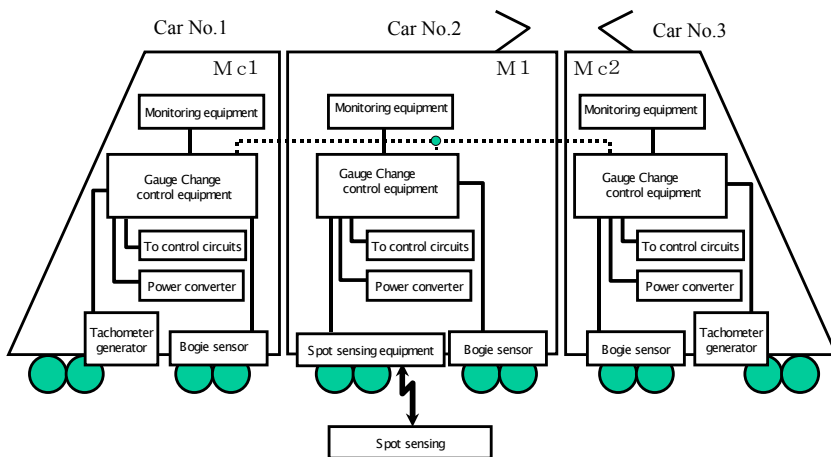 Car No.1
Car No.2
Car No.3
Ｍｃ１
Ｍ１
Ｍｃ２
Monitoring equipment
Monitoring equipment
Monitoring equipment
Gauge Change
control equipment
Gauge Change
control equipment
Gauge Change
control equipment
To control circuits
To control circuits
To control circuits
Power converter
Power converter
Power converter
Tachometer
generator
Bogie sensor
Spot sensing equipment
Bogie sensor
Bogie sensor
Tachometer
generator
Spot sensing